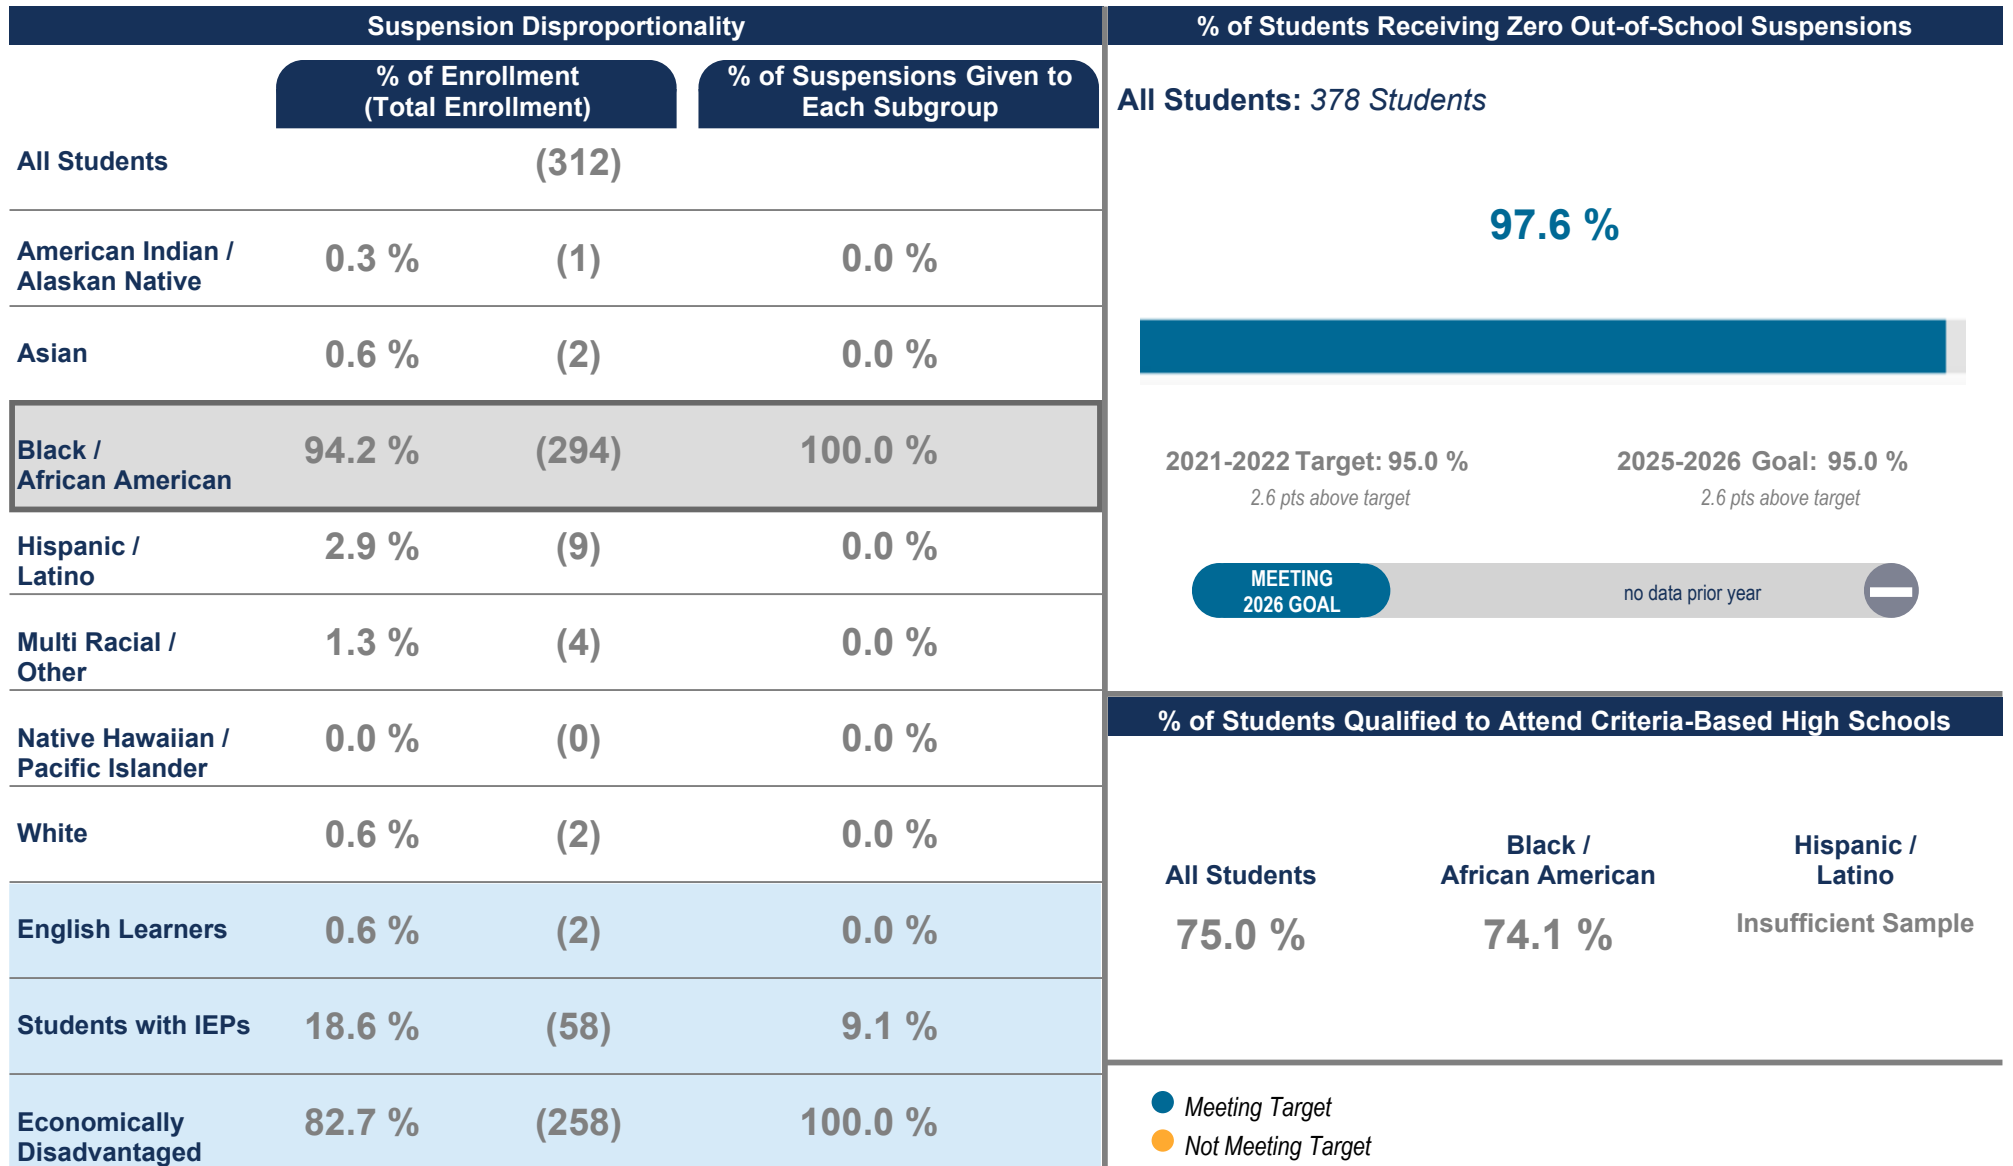 Suspension Disproportionality
% of Enrollment
(Total Enrollment)
% of Suspensions Given to
Each Subgroup
All Students (312)
American Indian /
Alaskan Native
0.3 % (1) 0.0 %
Asian 0.6 % (2) 0.0 %
Black /
African American
94.2 % (294) 100.0 %
Hispanic /
Latino
2.9 % (9) 0.0 %
Multi Racial /
Other
1.3 % (4) 0.0 %
Native Hawaiian /
Pacific Islander
0.0 % (0) 0.0 %
White 0.6 % (2) 0.0 %
English Learners 0.6 % (2) 0.0 %
Students with IEPs 18.6 % (58) 9.1 %
Economically
Disadvantaged
82.7 % (258) 100.0 %
% of Students Receiving Zero Out-of-School Suspensions
All Students: 378 Students
97.6 %
2021-2022 Target: 95.0 %
2.6 pts above target
2025-2026 Goal: 95.0 %
2.6 pts above target
MEETING
2026 GOAL
no data prior year
% of Students Qualified to Attend Criteria-Based High Schools
All Students
75.0 %
Black /
African American
74.1 %
Hispanic /
Latino
Insufficient Sample
Meeting Target
Not Meeting Target